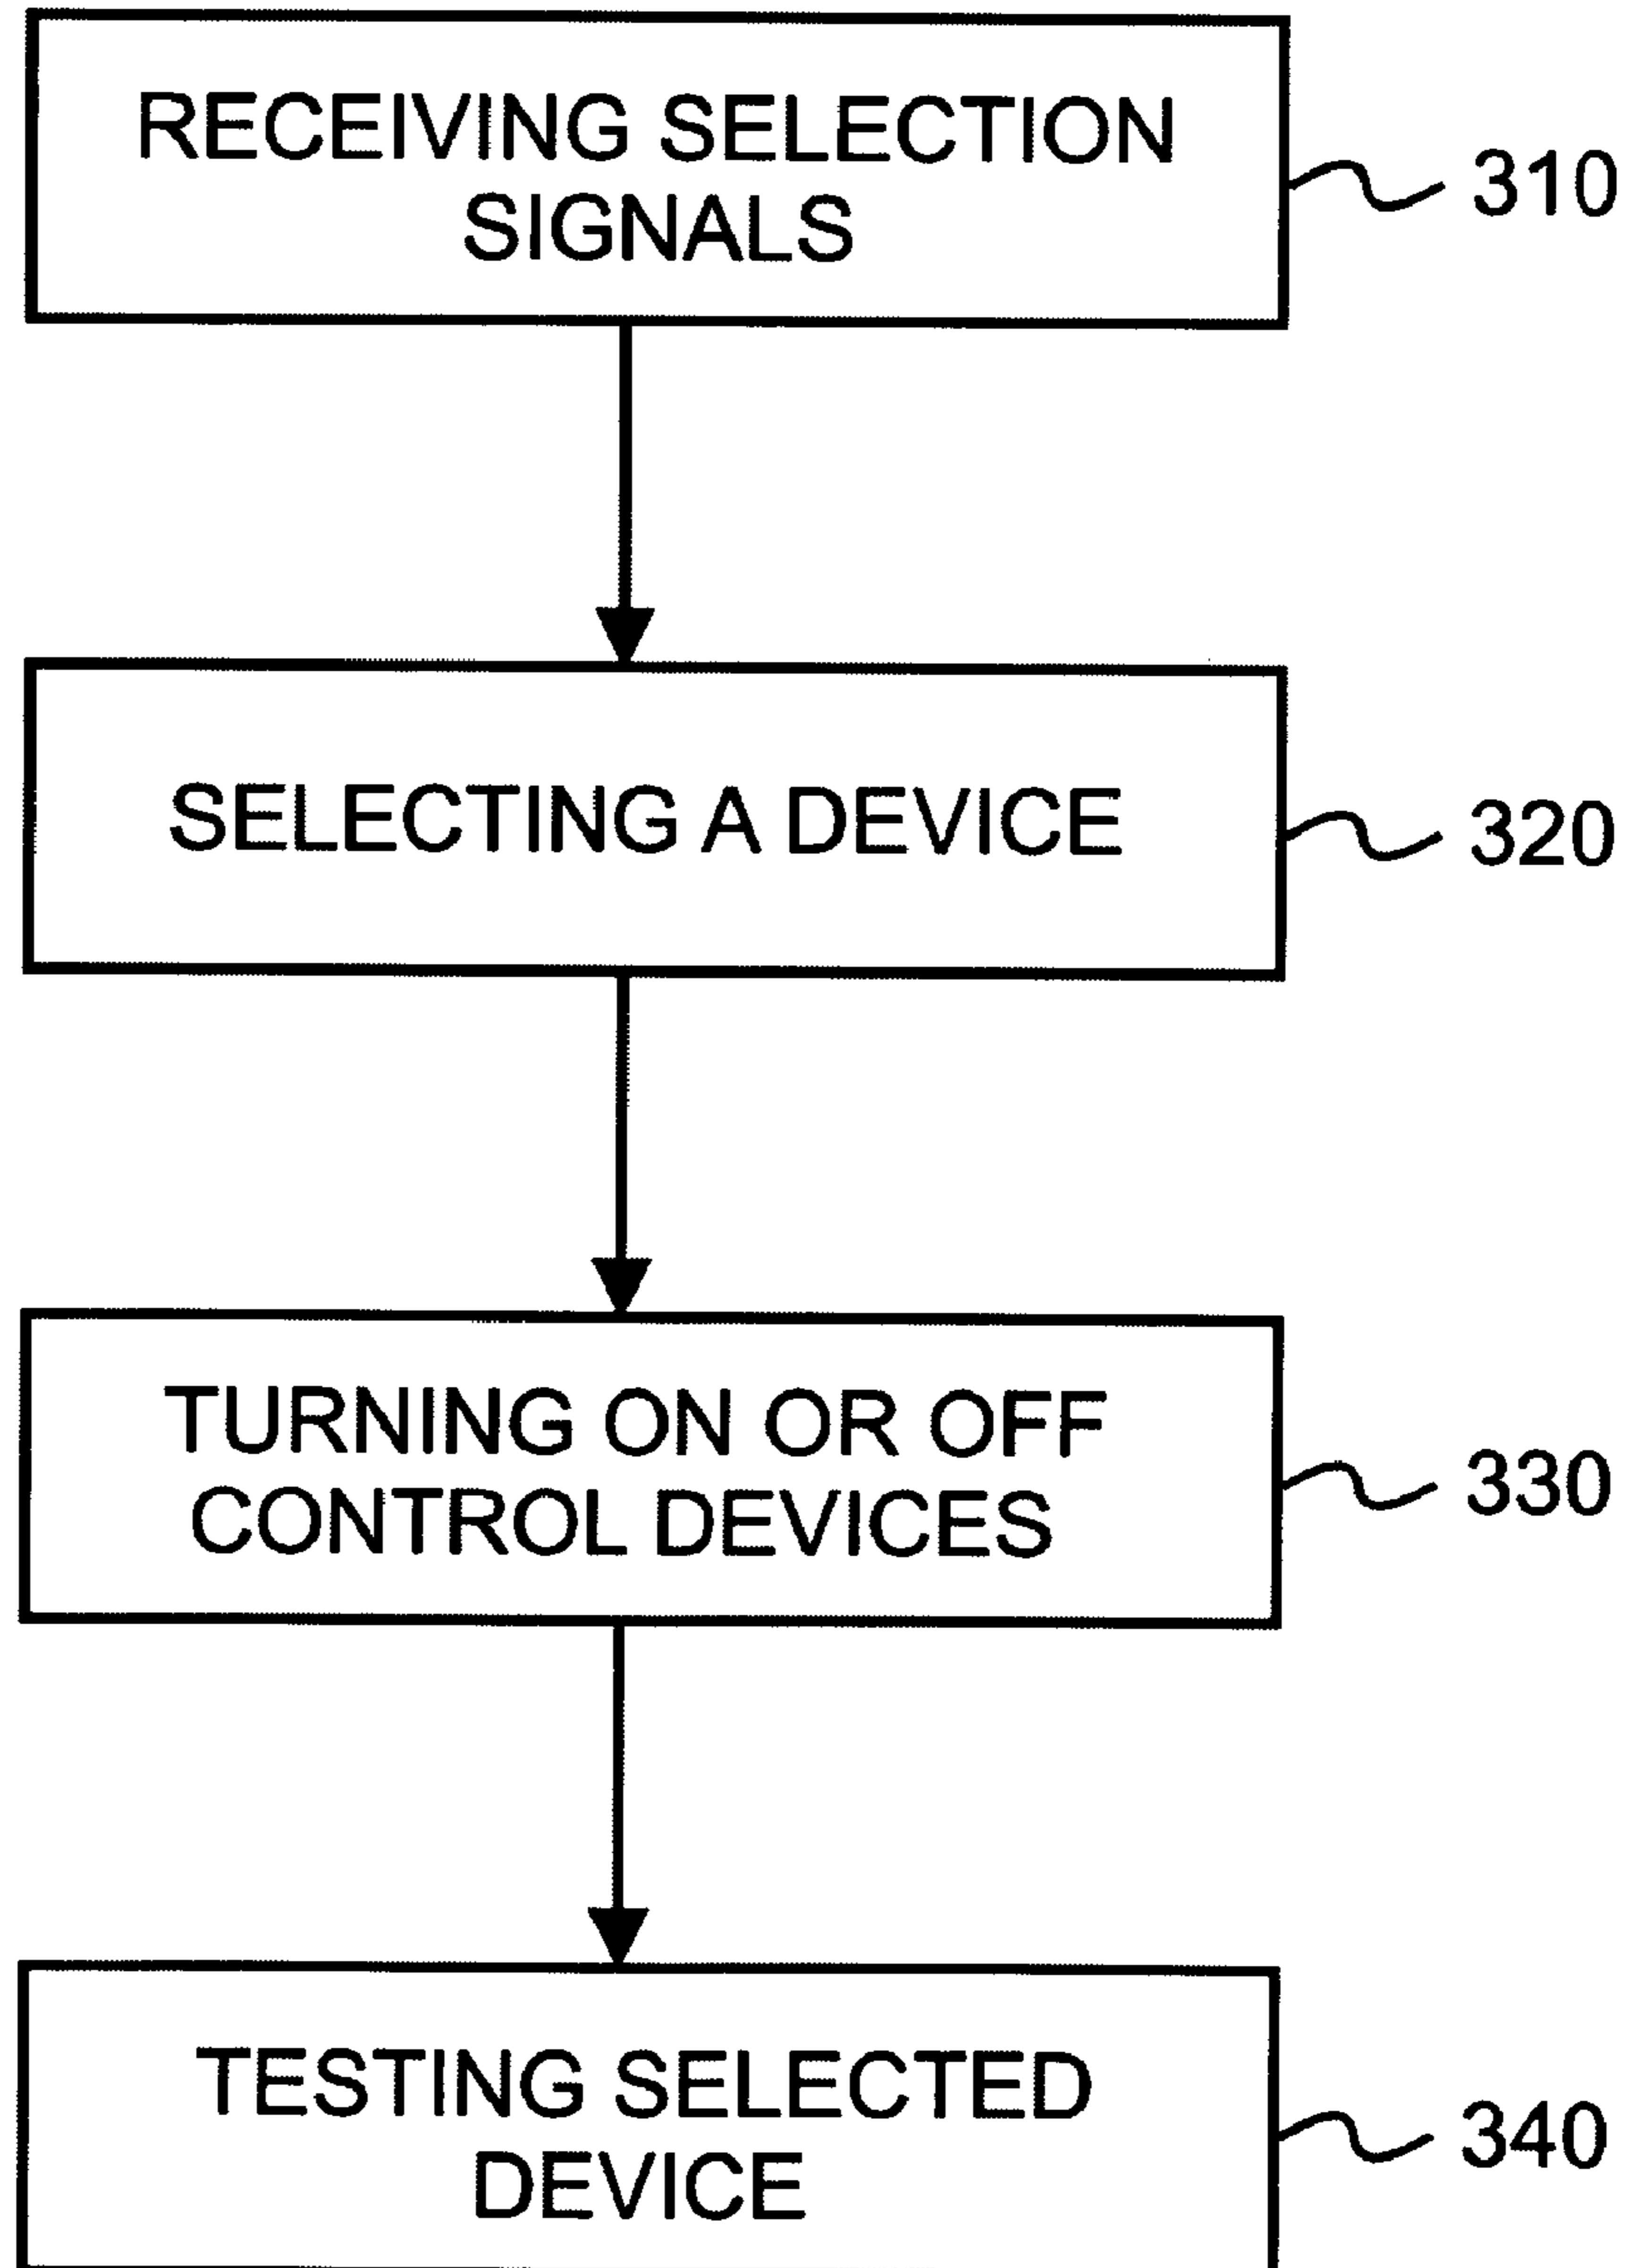 RECEIVING SELECTION
SIGNALS
310
SELECTING A DEVICE
320
TURNING ON OR OFF
CONTROL DEVICES
330
TESTING SELECTED
DEVICE
340